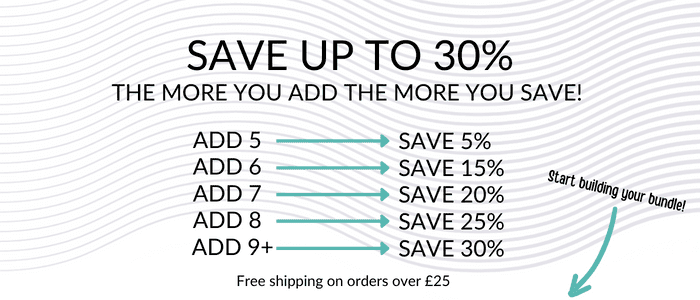 SAVE UP TO 30%
THE MORE YOU ADD THE MORE YOU SAVE!
ADD 5 SAVE 5%
ADD 6 SAVE 15%
ADD 7 SAVE 20%
ADD 8 SAVE 25%
ADD 9+ SAVE 30%
Start building your bundle!
Free shipping on orders over £25